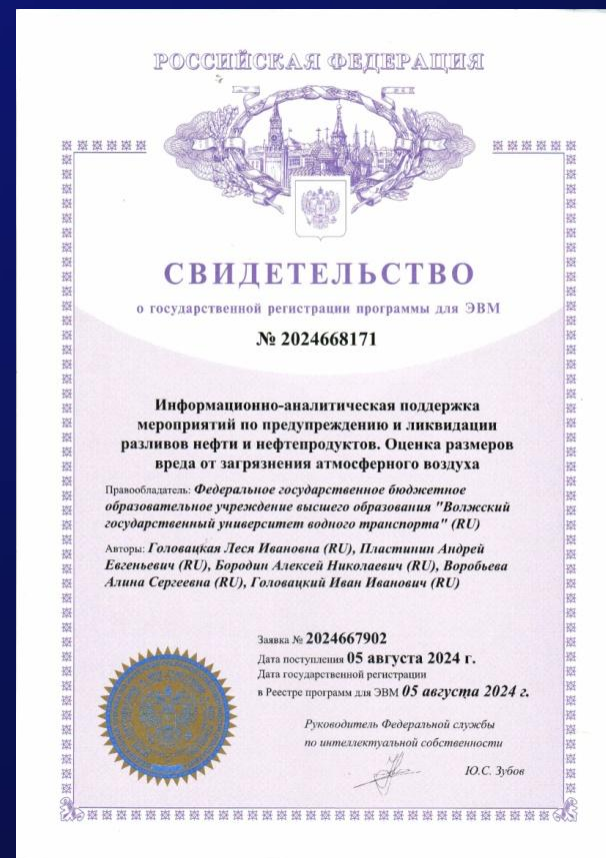 РОССИЙСКАЯ ФЕДЕРАЦИЯ
СВИДЕТЕЛЬСТВО
о государственной регистрации программы для ЭВМ
№ 2024668171
Информационно-аналитическая поддержка
мероприятий по предупреждению и ликвидации
разливов нефти и нефтепродуктов. Оценка размеров
вреда от загрязнения атмосферного воздуха
Правообладатель: Федеральное государственное бюджетное
образовательное учреждение высшего образования "Волжский
государственный университет водного транспорта" (RU)
Авторы: Головацкая Леся Ивановна (RU), Пластинин Андрей
Евгеньевич (RU), Бородин Алексей Николаевич (RU), Воробьева
Алина Сергеевна (RU), Головацкий Иван Иванович (RU)
Заявка № 2024667902
Дата поступления 05 августа 2024 г.
Дата государственной регистрации
в Реестре программ для ЭВМ 05 августа 2024 г.
Руководитель Федеральной службы
по интеллектуальной собственности
Ю.С. Зубов